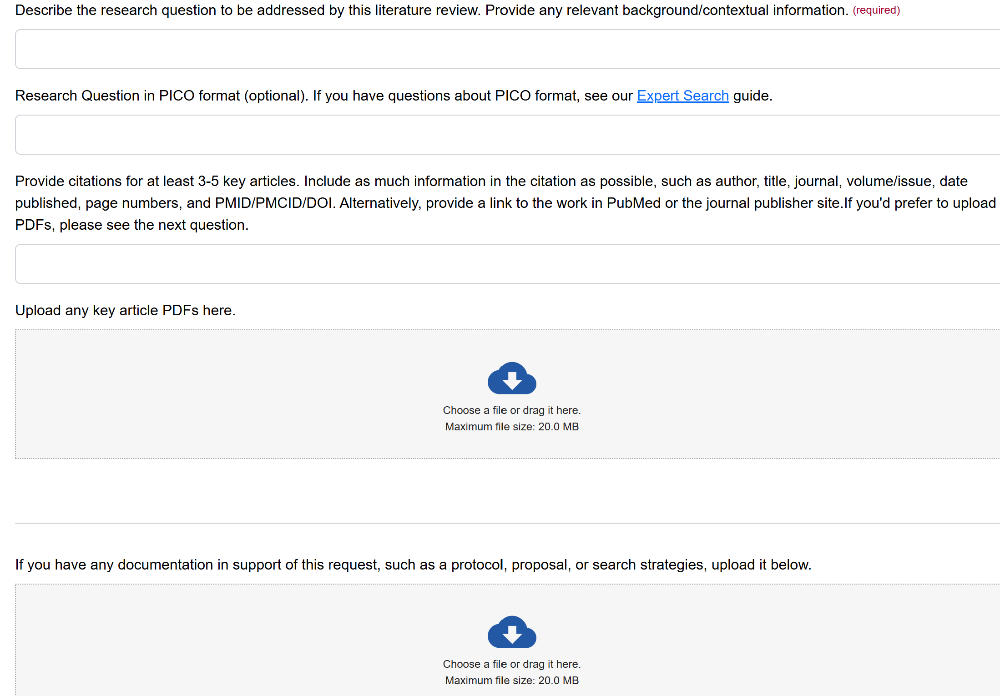 Describe the research question to be addressed by this literature review. Provide any relevant background/contextual information. (required)
Research Question in PICO format (optional). If you have questions about PICO format, see our Expert Search guide.
Provide citations for at least 3-5 key articles. Include as much information in the citation as possible, such as author, title, journal, volume/issue, date
published, page numbers, and PMID/PMCID/DOI. Alternatively, provide a link to the work in PubMed or the journal publisher site.If you'd prefer to upload
PDFs, please see the next question.
Upload any key article PDFs here.
Choose a file or drag it here.
Maximum file size: 20.0 MB
If you have any documentation in support of this request, such as a protocol, proposal, or search strategies, upload it below.
Choose a file or drag it here.
Maximum file size: 20.0 MB